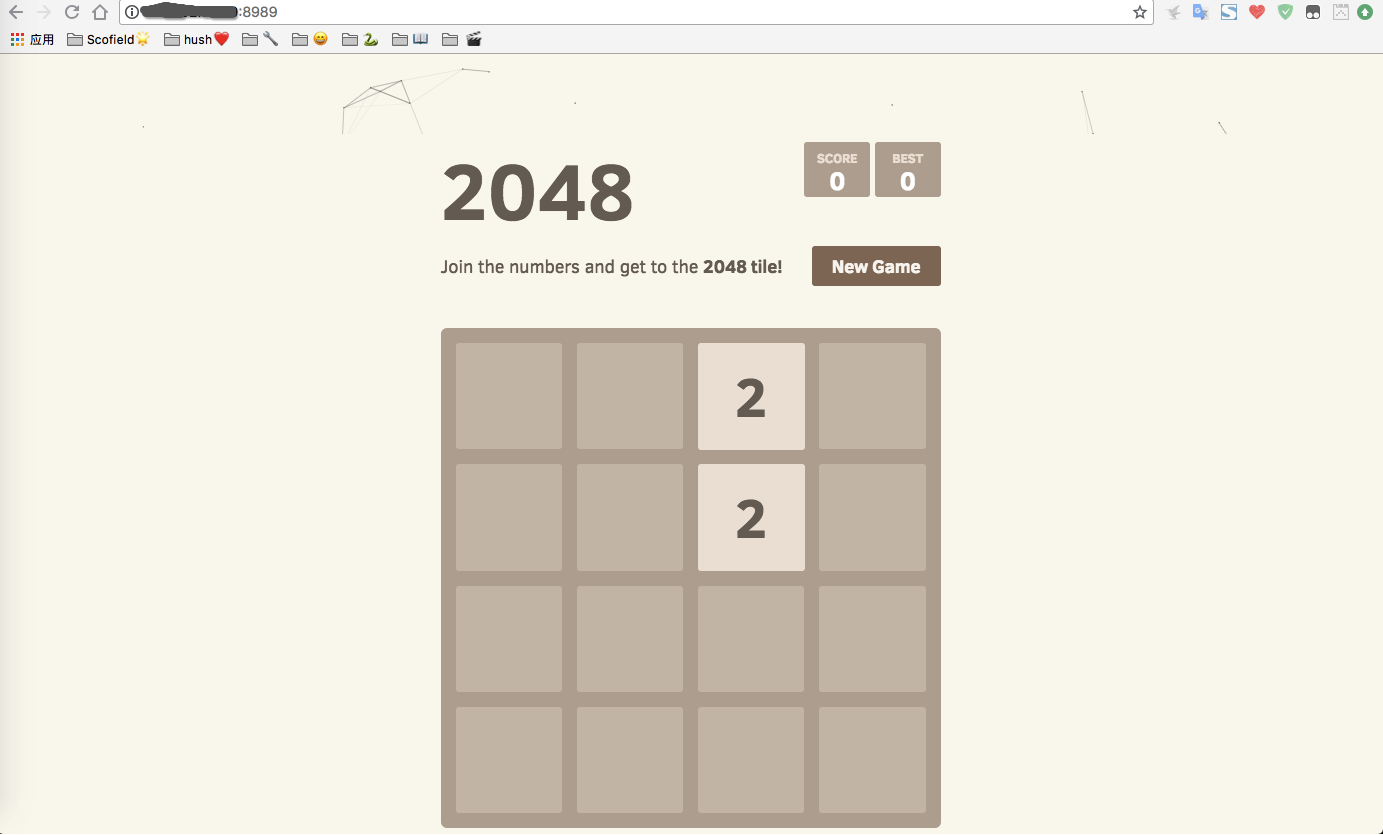 :8989
应用 Scofield hush
2048
SCORE BEST
0 0
Join the numbers and get to the 2048 tile!
New Game
2
2